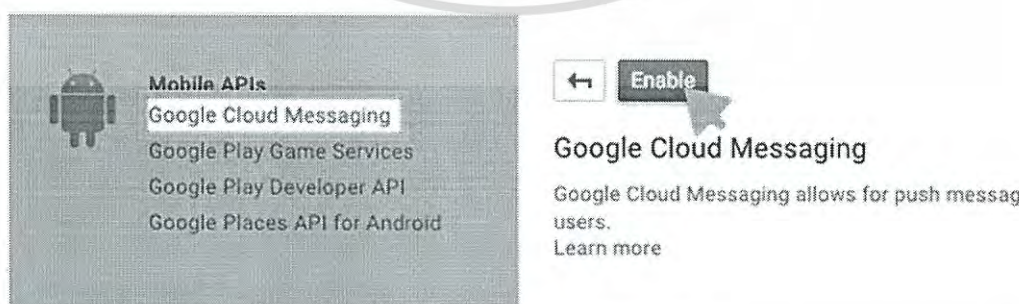 Mobile APIs
Google Cloud Messaging
Google Play Game Services
Google Play Developer API
Google Places API for Android
Enable
Google Cloud Messaging
Google Cloud Messaging allows for push messag
users.
Learn more